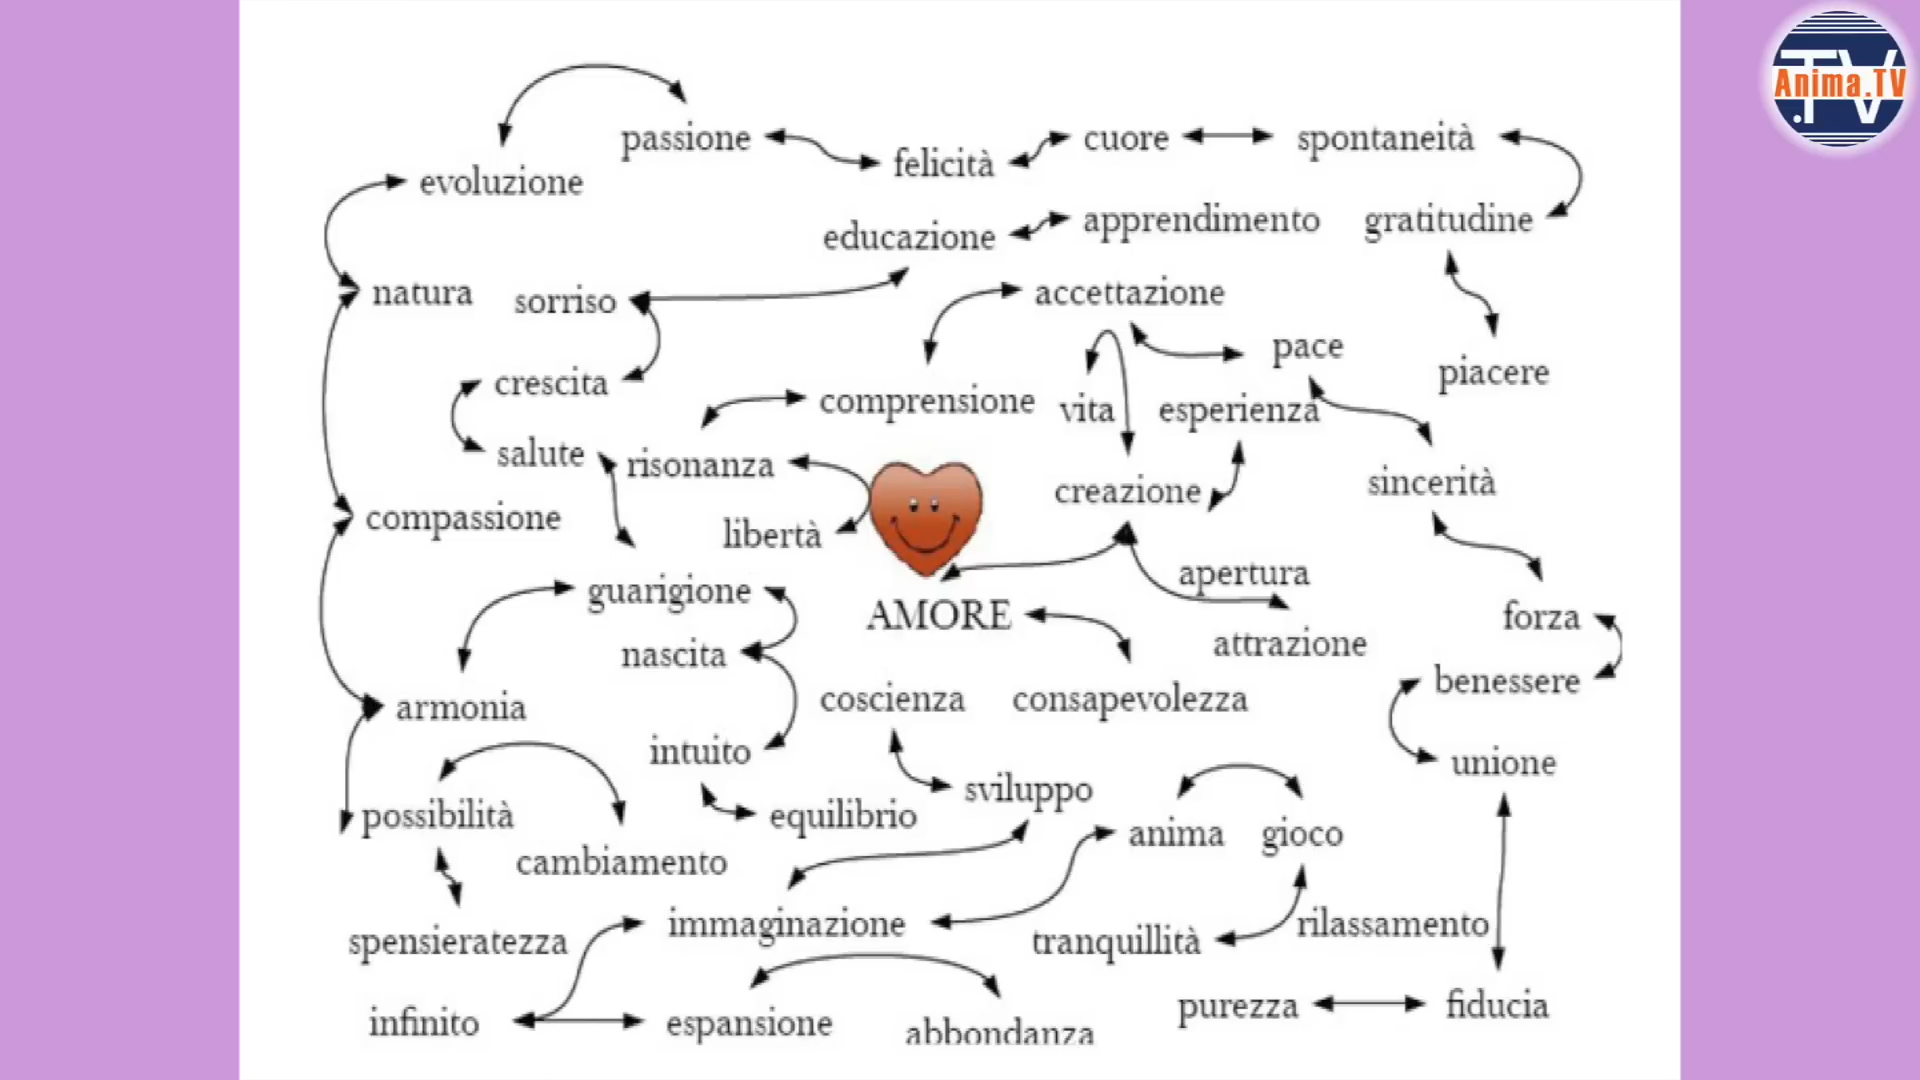 TV
Anima.TV
passione
felicità
cuore
spontaneità
evoluzione
educazione
apprendimento
gratitudine
natura
sorriso
accettazione
pace
piacere
crescita
comprensione
vita
esperienza
salute
risonanza
creazione
sincerità
compassione
libertà
guarigione
AMORE
apertura
attrazione
forza
nascita
armonia
coscienza
consapevolezza
benessere
intuito
unione
possibilità
equilibrio
sviluppo
anima
gioco
cambiamento
spensieratezza
immaginazione
tranquillità
rilassamento
infinito
espansione
abbondanza
purezza
fiducia